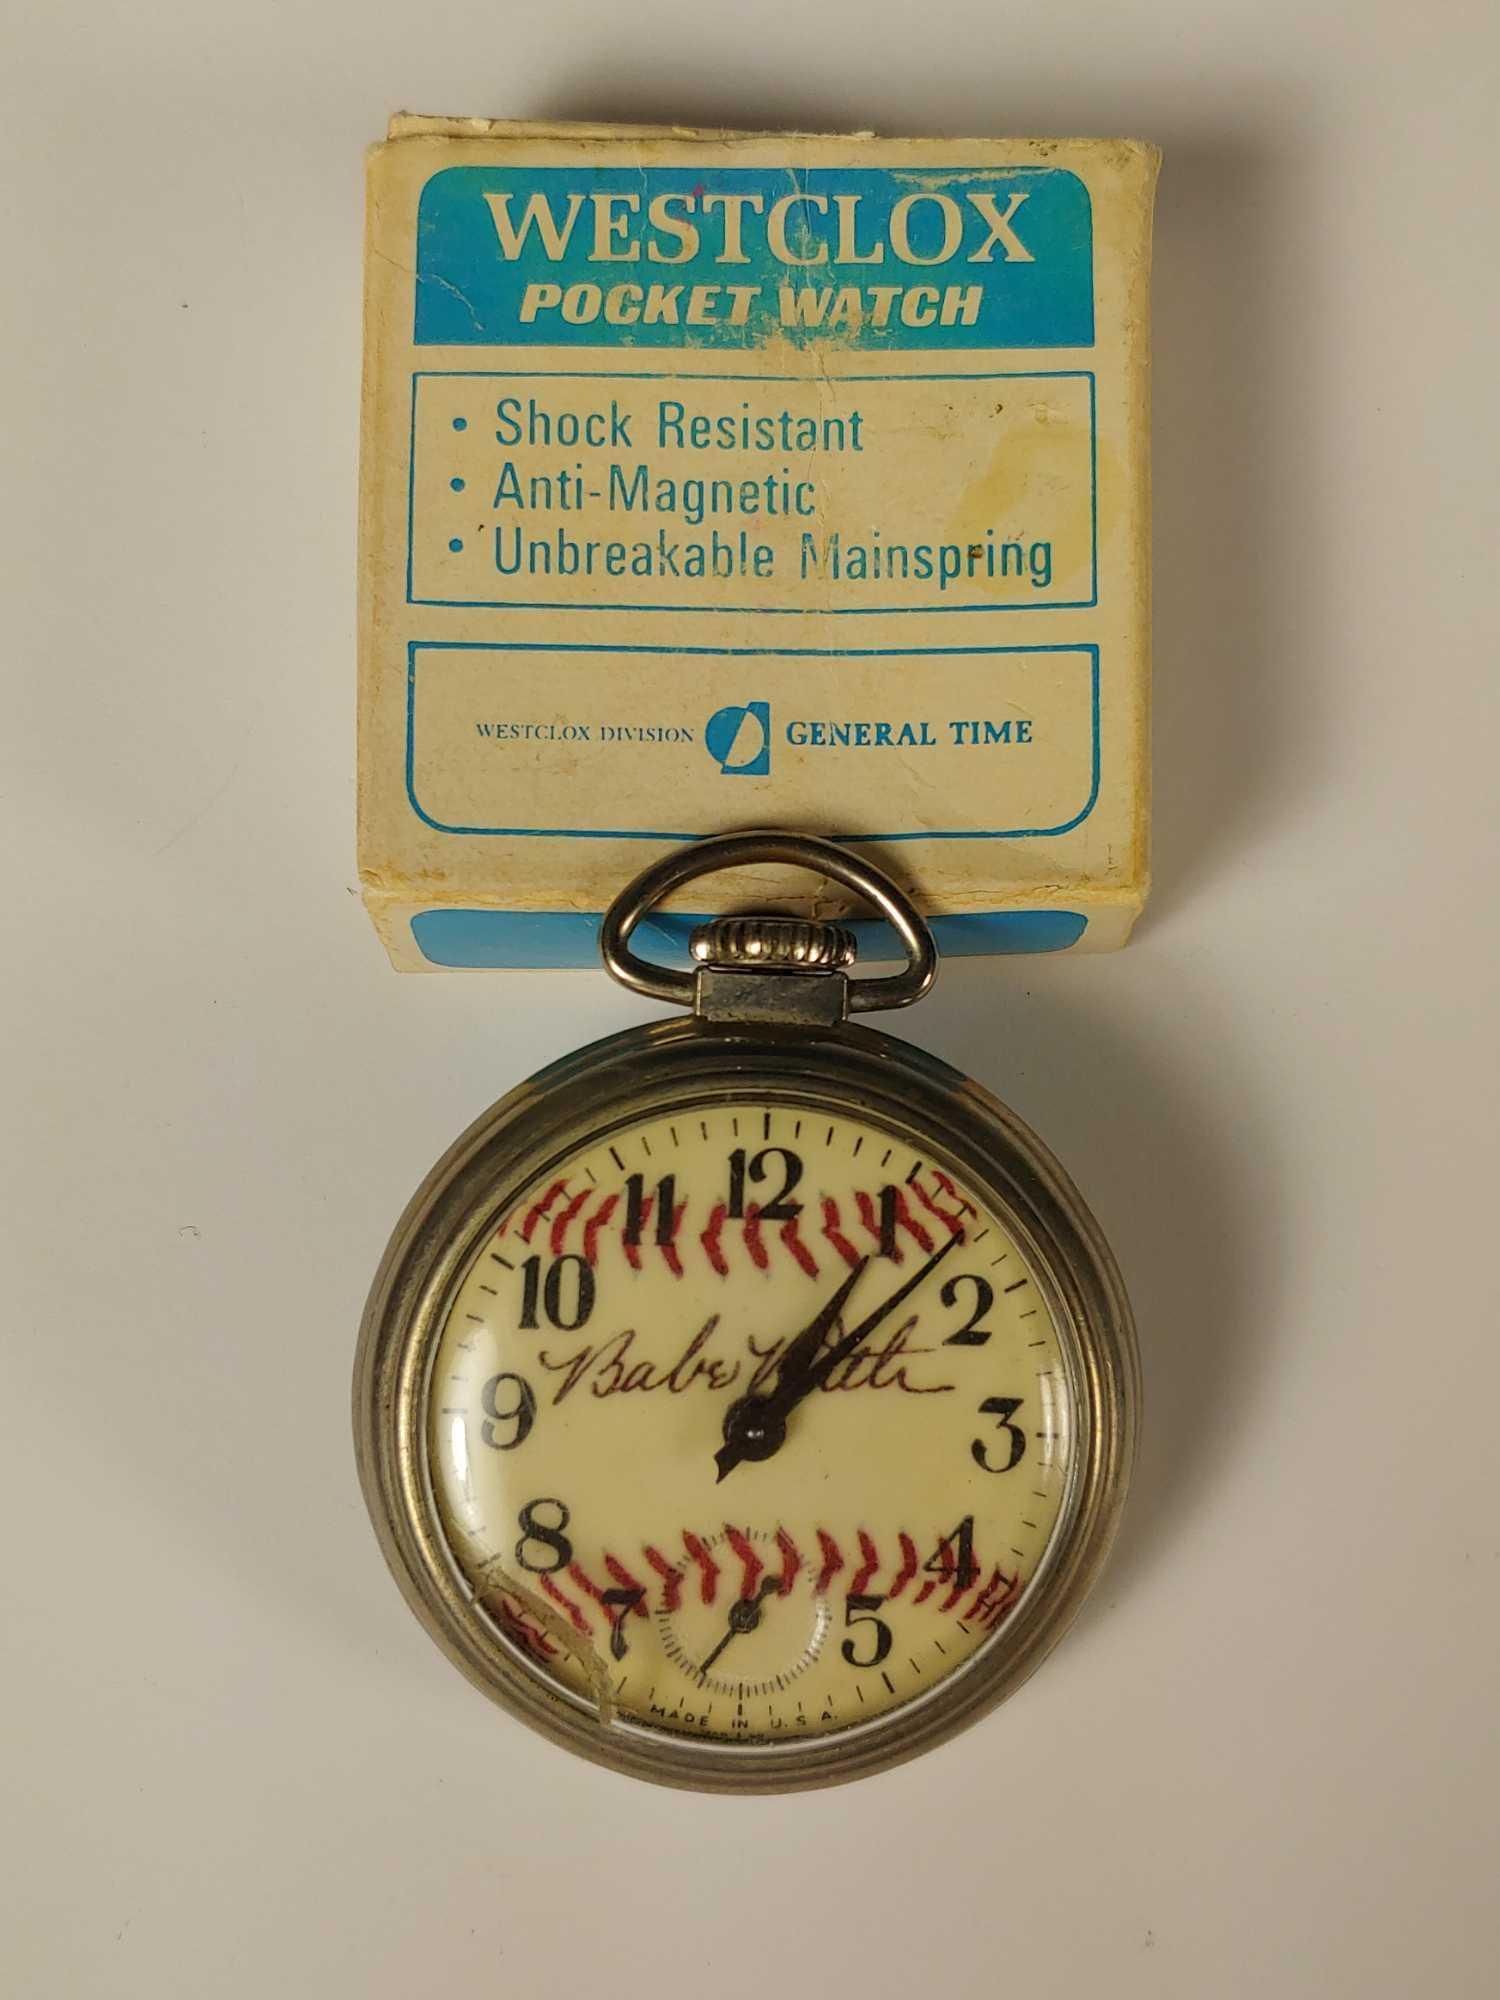 WESTCLOX
POCKET WATCH
• Shock Resistant
• Anti-Magnetic
• Unbreakable Mainspring
WESTCLOX DIVISION GENERAL TIME
12
11 1
10 2
Babe Ruth
9 3
8 4
7 5
MADE IN U.S.A.